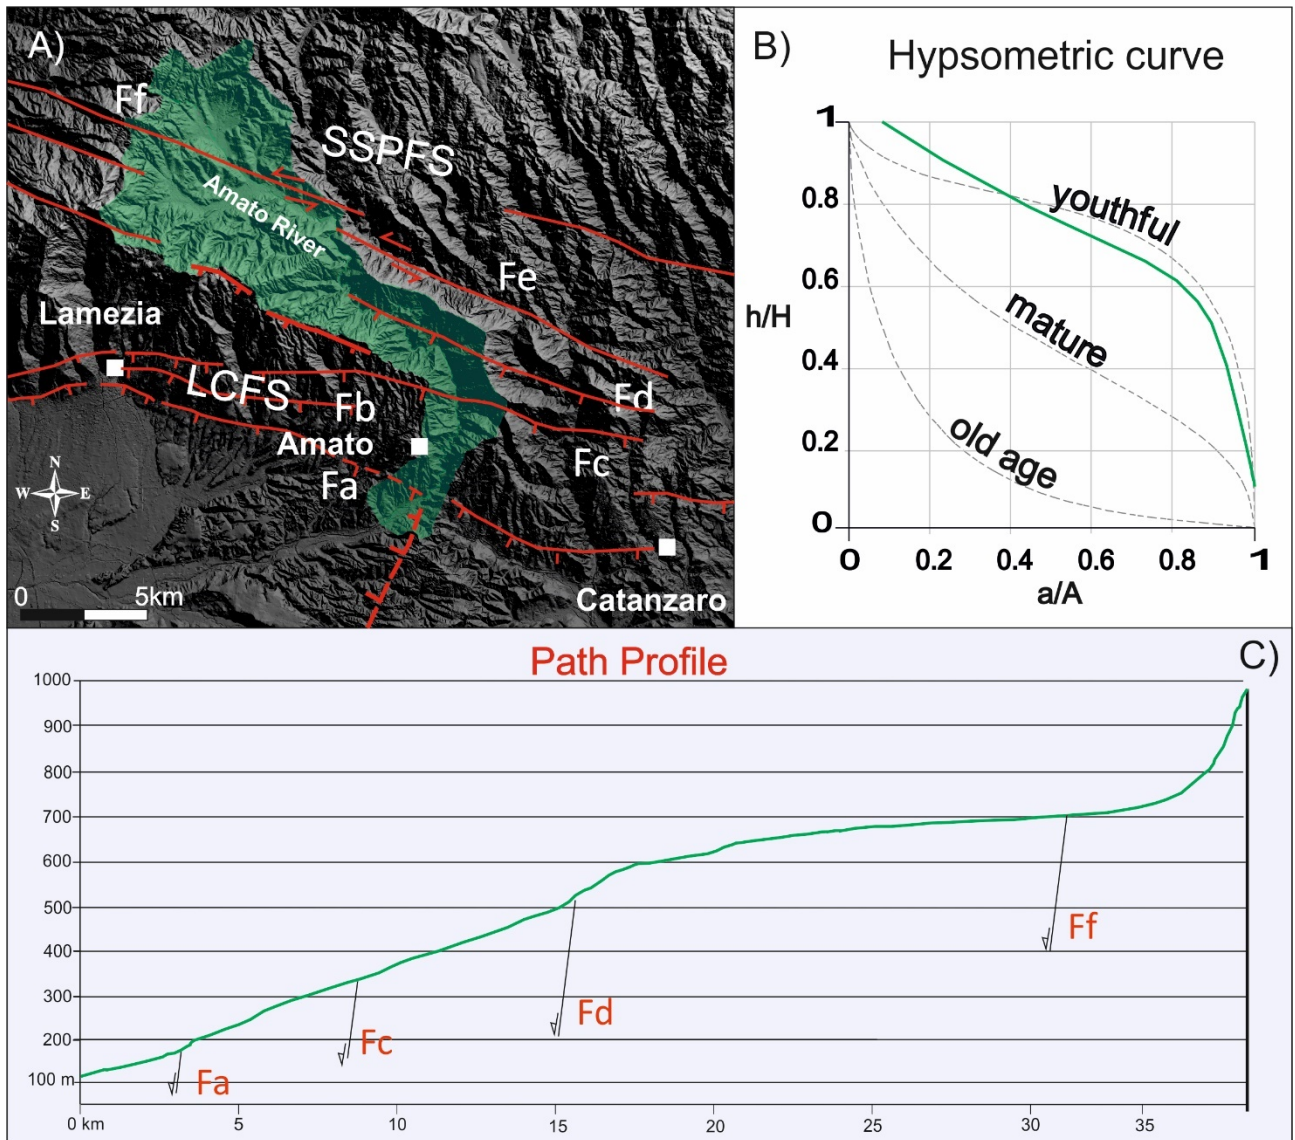 A)
Ff
SSPFS
Amato River
Fe
Lamezia
LCFS
Fb
Fd
Amato
Fc
Fa
N
W E
S
0 5km
Catanzaro
B)
Hypsometric curve
1
0.8
0.6
h/H
0.4
0.2
0
youthful
mature
old age
0 0.2 0.4 0.6 0.8 1
a/A
Path Profile
C)
1000
900
800
700
600
500
400
300
200
100 m
Ff
Fd
Fc
Fa
0 km 5 10 15 20 25 30 35